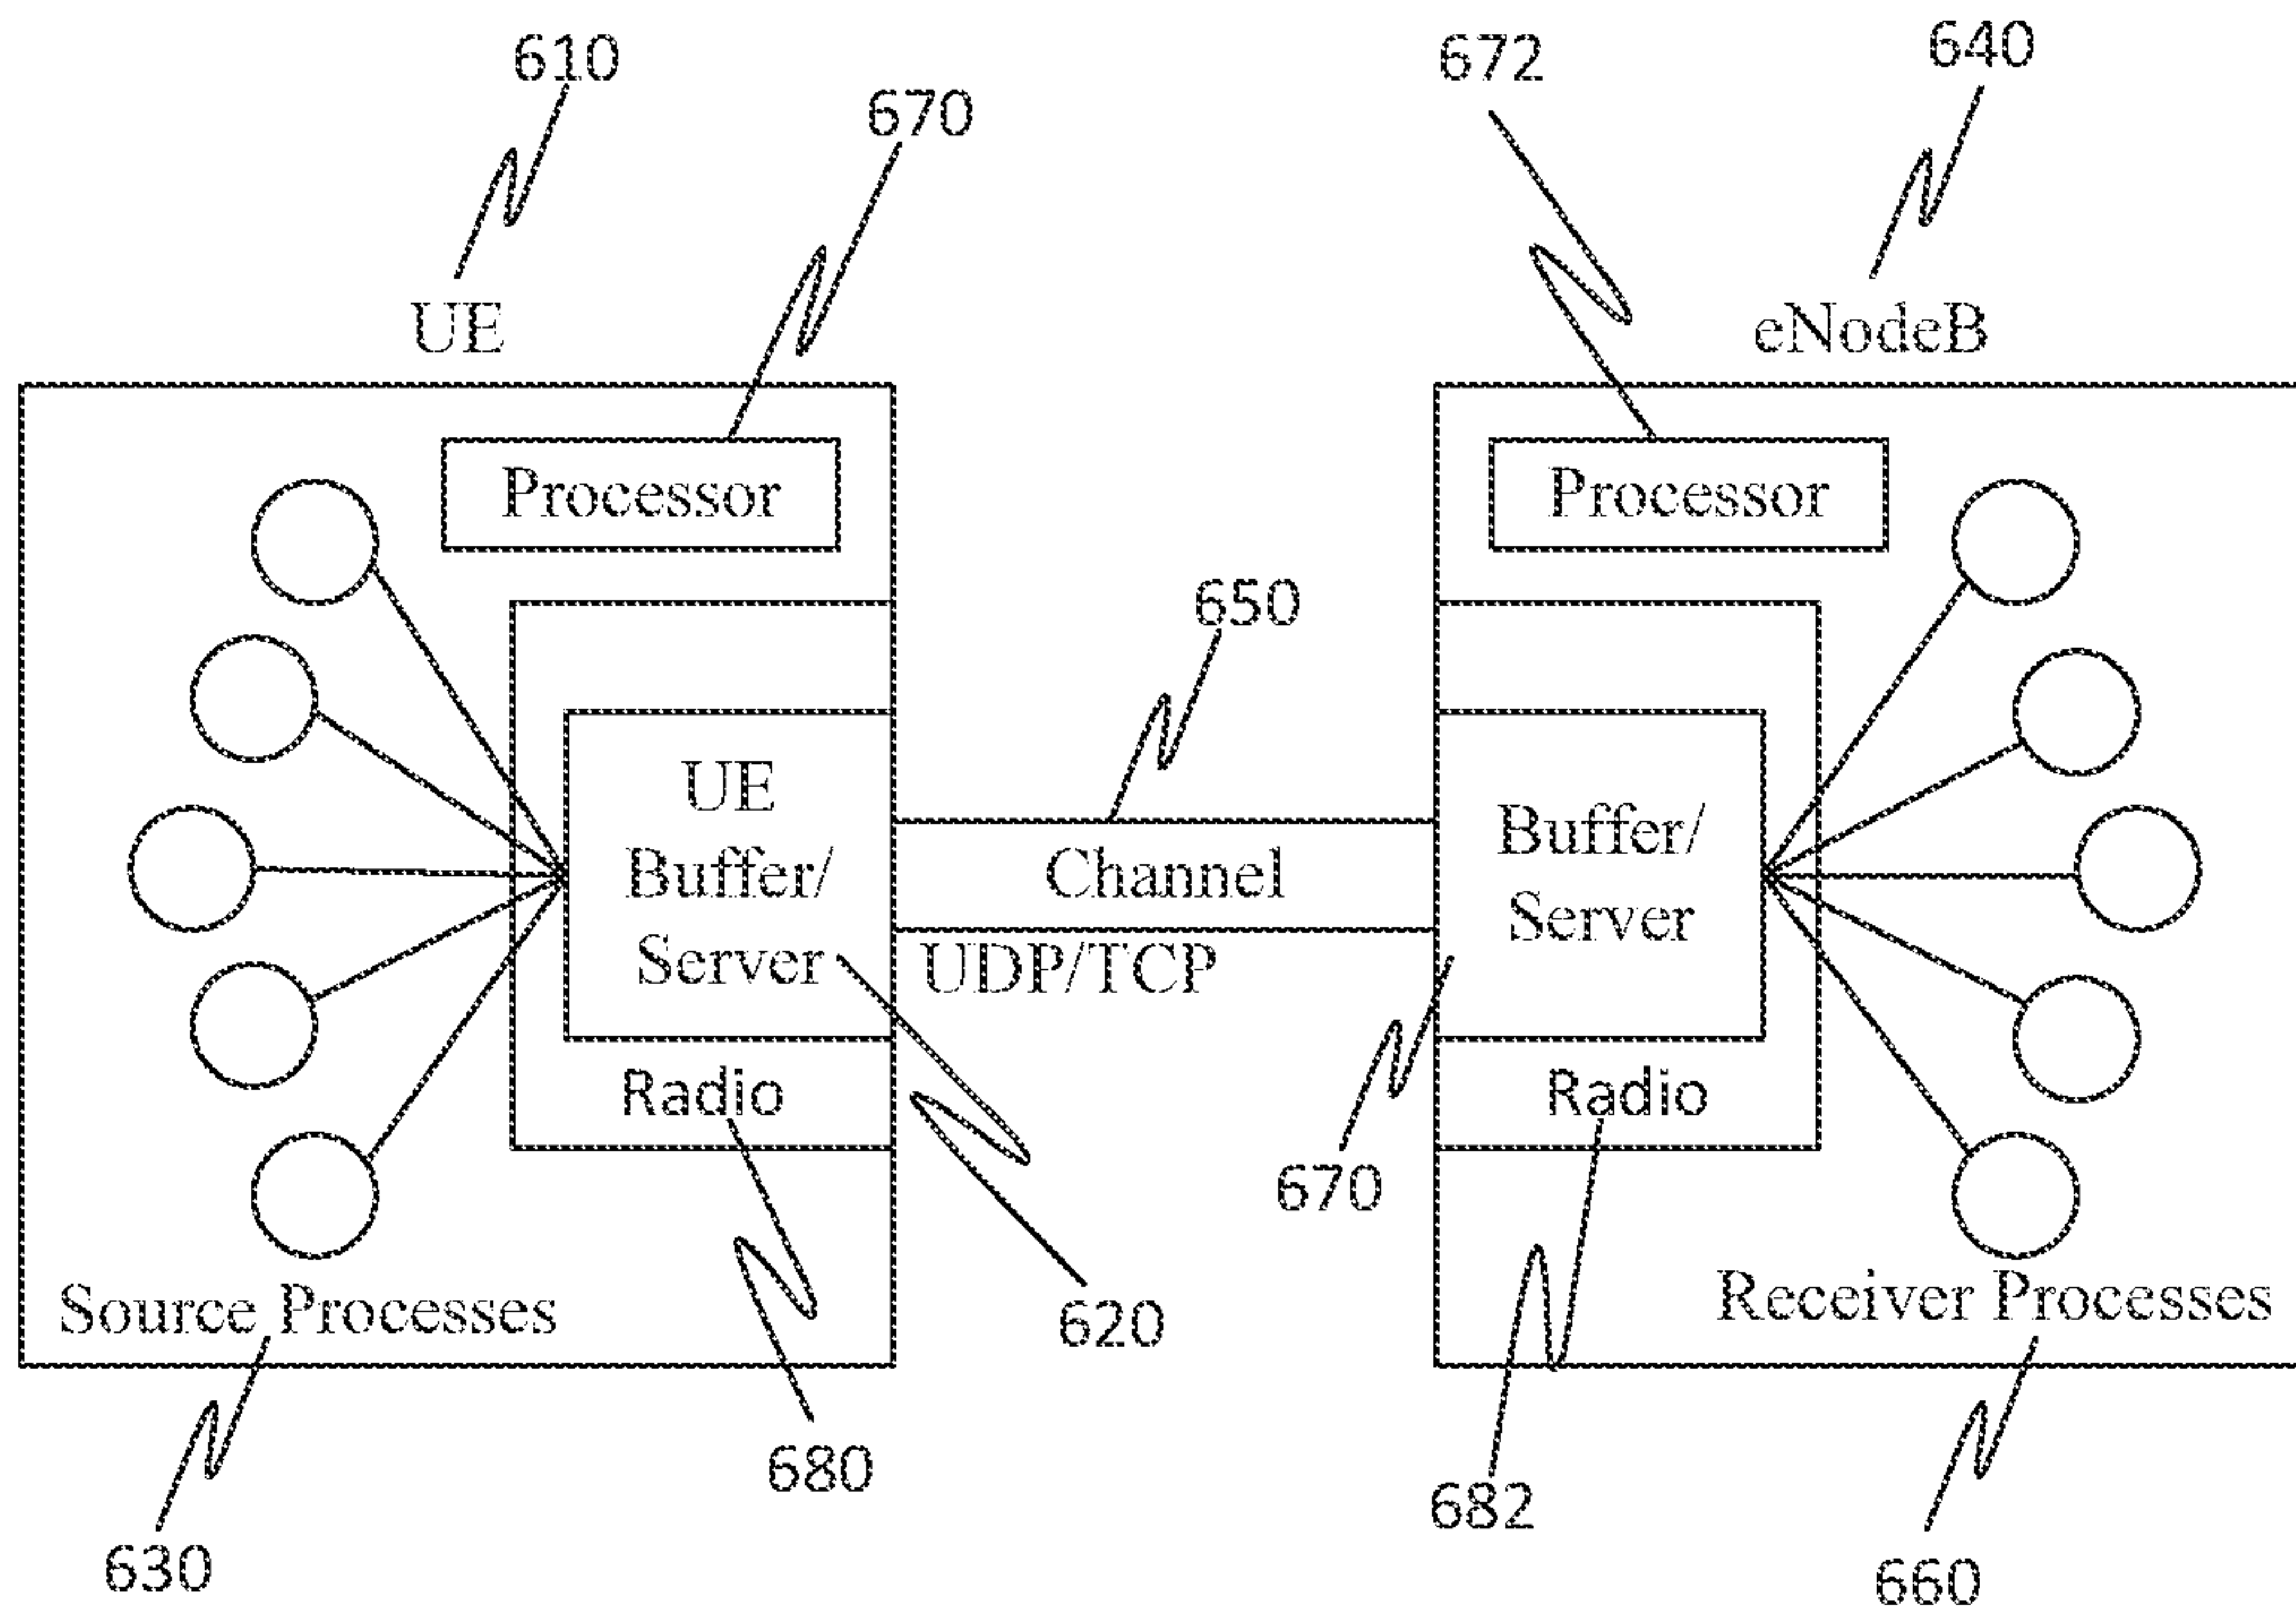 610
670
672
640
UE
eNodeB
Processor
Processor
650
UE
Buffer/
Server
Channel
UDP/TCP
Buffer/
Server
Radio
Radio
670
620
Source Processes
Receiver Processes
680
682
630
660